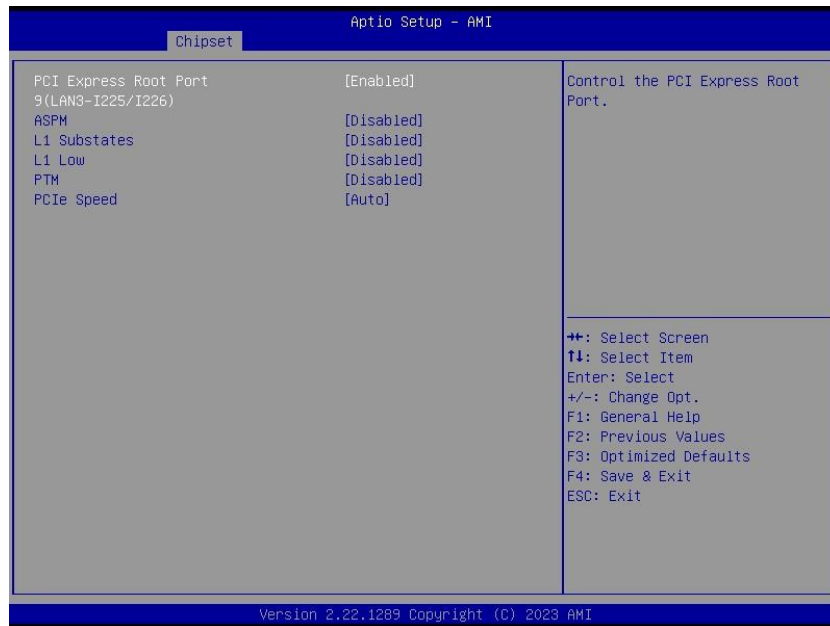 Aptio Setup - AMI
Chipset
PCI Express Root Port [Enabled]
9(LAN3-I225/I226)
ASPM [Disabled]
L1 Substates [Disabled]
L1 Low [Disabled]
PTM [Disabled]
PCIe Speed [Auto]
Control the PCI Express Root
Port.
→←: Select Screen
↑↓: Select Item
Enter: Select
+/-: Change Opt.
F1: General Help
F2: Previous Values
F3: Optimized Defaults
F4: Save & Exit
ESC: Exit
Version 2.22.1289 Copyright (C) 2023 AMI